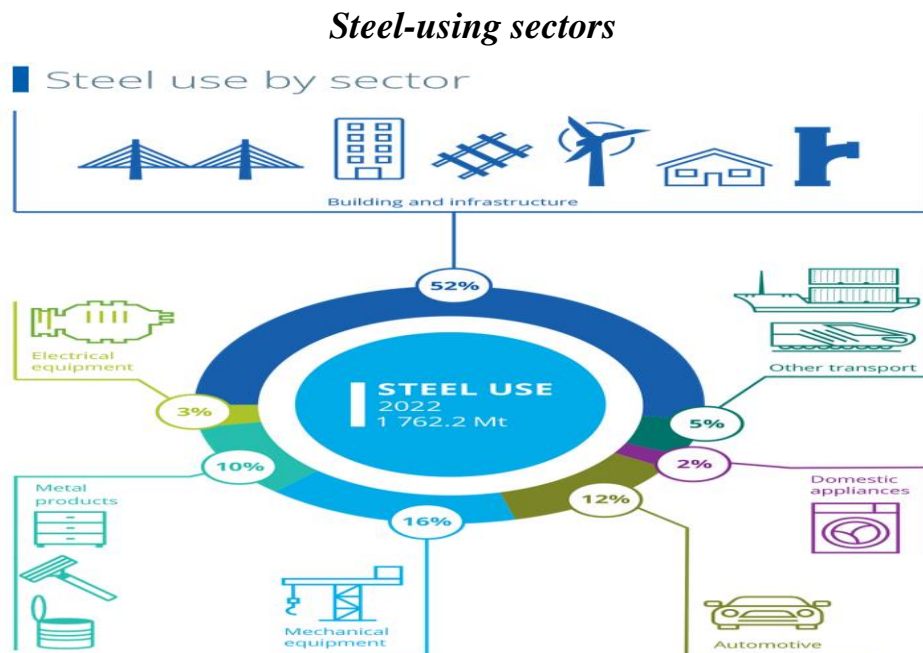 Steel-using sectors
Steel use by sector
Building and infrastructure
52%
Electrical
equipment
3%
Other transport
5%
STEEL USE
2022
1 762.2 Mt
Metal
products
10%
2%
Domestic
appliances
16%
12%
Mechanical
equipment
Automotive